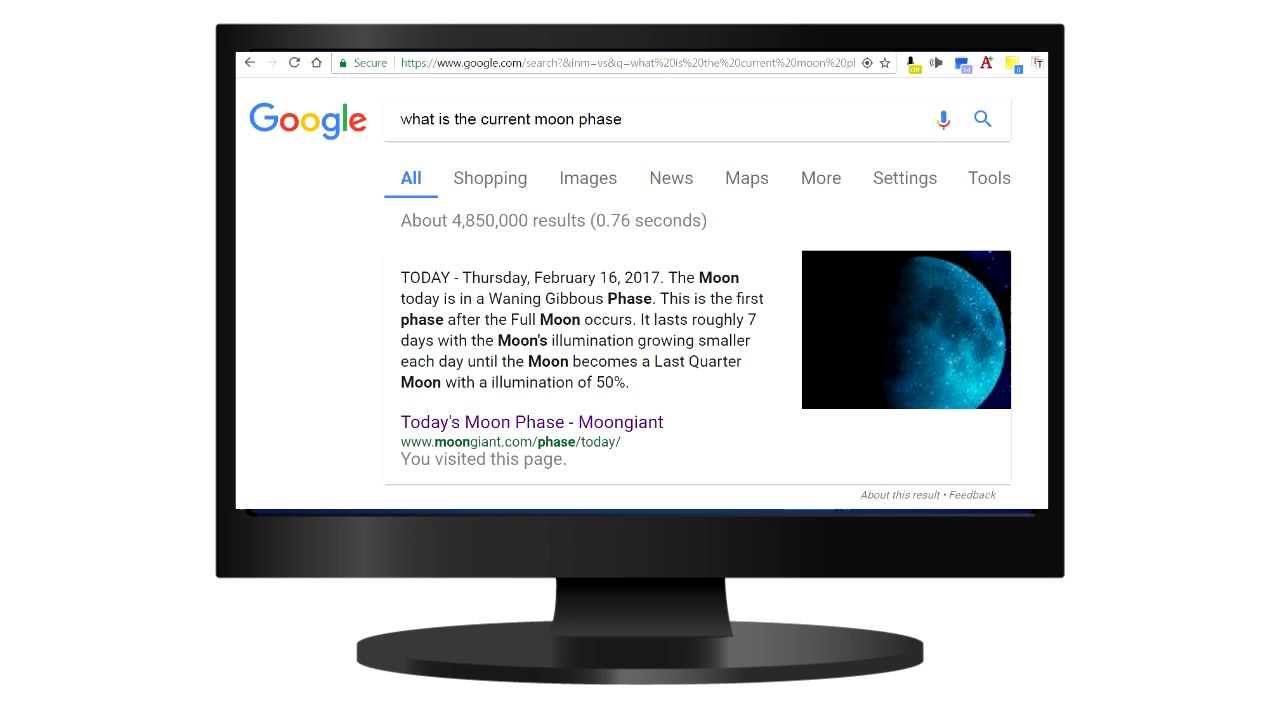 Secure https://www.google.com/search?&inm=vs&q=what%20is%20the%20current%20moon%20pl
Google
what is the current moon phase
All Shopping Images News Maps More Settings Tools
About 4,850,000 results (0.76 seconds)
TODAY - Thursday, February 16, 2017. The Moon
today is in a Waning Gibbous Phase. This is the first
phase after the Full Moon occurs. It lasts roughly 7
days with the Moon's illumination growing smaller
each day until the Moon becomes a Last Quarter
Moon with a illumination of 50%.
Today's Moon Phase - Moongiant
www.moongiant.com/phase/today/
You visited this page.
About this result • Feedback